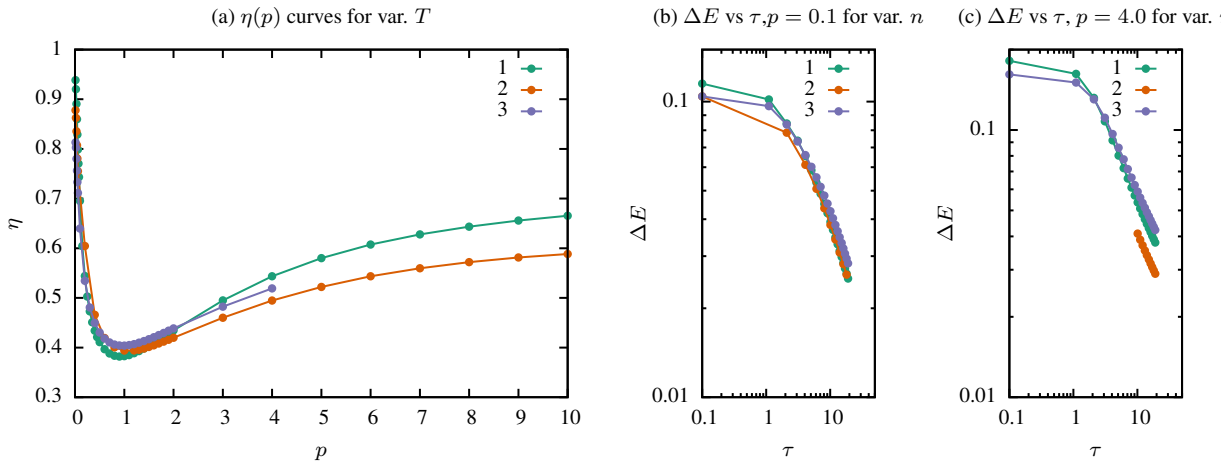 (a) η(p) curves for var. T
1
0.9
0.8
0.7
0.6
0.5
0.4
0.3
η
1
2
3
0 1 2 3 4 5 6 7 8 9 10
p
(b) ΔE vs τ,p = 0.1 for var. n
0.1
0.01
ΔE
1
2
3
0.1 1 10
τ
(c) ΔE vs τ, p = 4.0 for var.
0.1
0.01
ΔE
1
2
3
0.1 1 10
τ